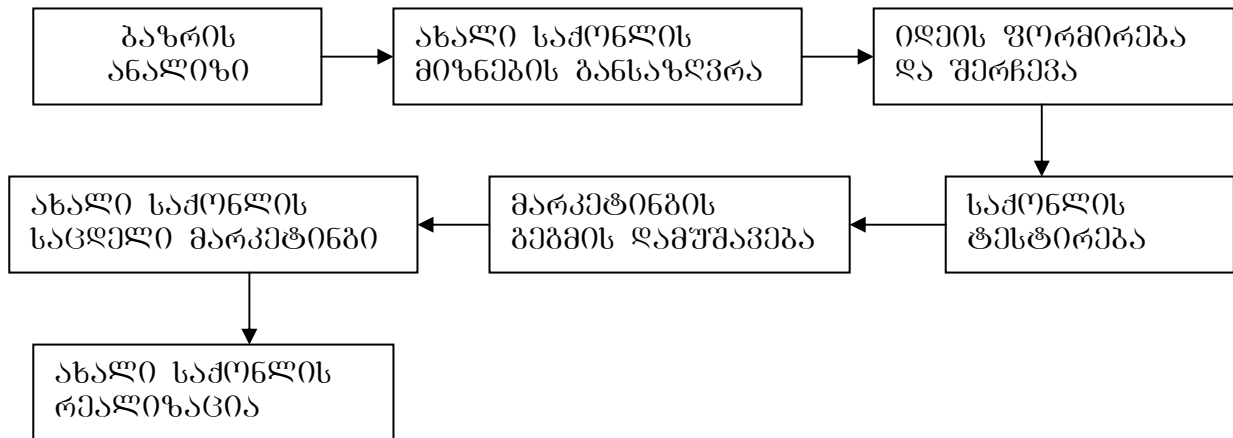 ბაზრის
ანალიზი
ახალი საქონლის
მიზნების განსაზღვრა
იდეის ფორმირება
და შერჩევა
საქონლის
ტესტირება
მარკეტინგის
გეგმის დამუშავება
ახალი საქონლის
საცდელი მარკეტინგი
ახალი საქონლის
რეალიზაცია